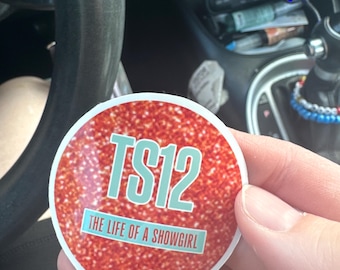 TS12
THE LIFE OF A SHOWGIRL